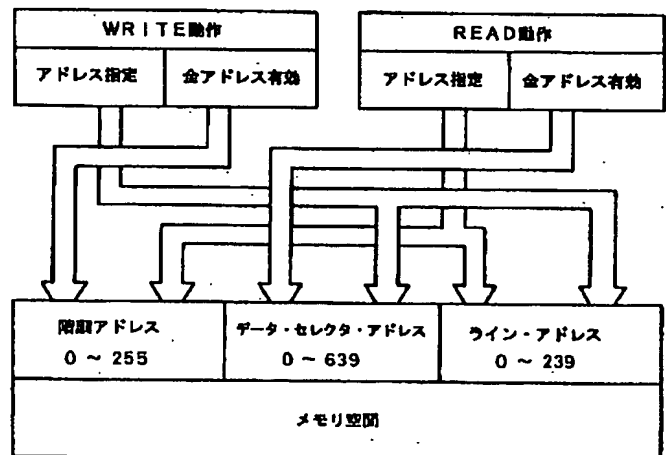 WRITE動作
READ動作
アドレス指定
全アドレス有効
アドレス指定
全アドレス有効
階調アドレス
0 ～ 255
データ・セレクタ・アドレス
0 ～ 639
ライン・アドレス
0 ～ 239
メモリ空間